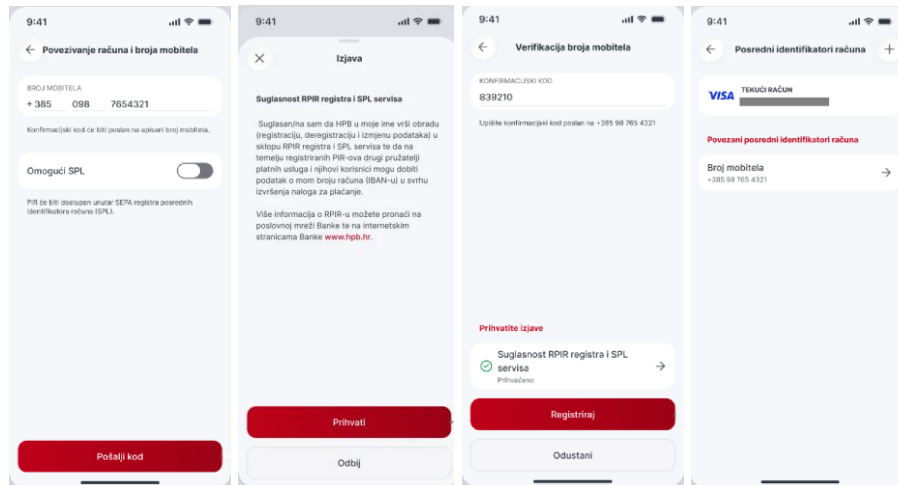 9:41
Povezivanje računa i broja mobitela
BROJ MOBITELA
+ 385 098 7654321
Konfirmacijski kod će biti poslan na upisani broj mobitela.
Omogući SPL
PIR će biti dostupan unutar SEPA registra posrednih
identifikatora računa (SPL).
Pošalji kod
9:41
Izjava
Suglasnost RPIR registra i SPL servisa
Suglasan/na sam da HPB u moje ime vrši obradu
(registraciju, deregistraciju i izmjenu podataka) u
sklopu RPIR registra i SPL servisa te da na
temelju registriranih PIR-ova drugi pružatelji
platnih usluga i njihovi korisnici mogu dobiti
podatak o mom broju računa (IBAN-u) u svrhu
izvršenja naloga za plaćanje.
Više informacija o RPIR-u možete pronaći na
poslovnoj mreži Banke te na internetskim
stranicama Banke www.hpb.hr.
Prihvati
Odbij
9:41
Verifikacija broja mobitela
KONFIRMACIJSKI KOD
839210
Upišite konfirmacijski kod poslan na +385 98 765 4321
Prihvatite izjave
Suglasnost RPIR registra i SPL
servisa
Prihvaćeno
Registriraj
Odustani
9:41
Posredni identifikatori računa
VISA TEKUĆI RAČUN
Povezani posredni identifikatori računa
Broj mobitela
+385 98 765 4321